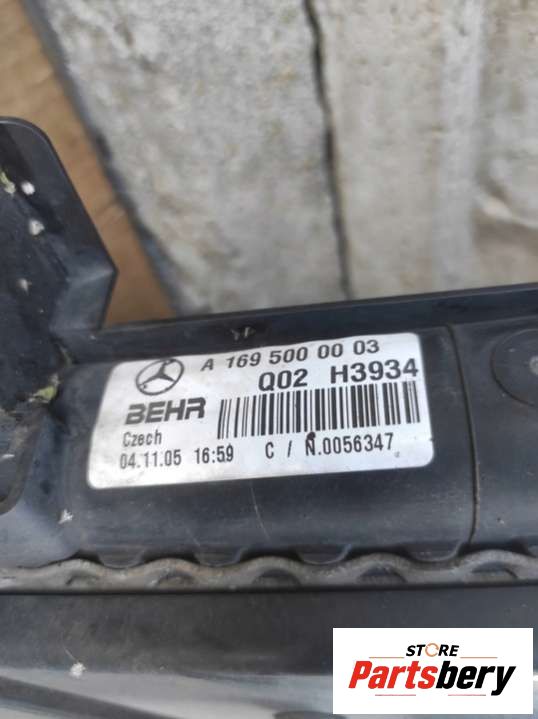 A 169 500 00 03
Q02 H3934
BEHR
Czech
04.11.05 16:59 C / N.0056347
STORE
Partsbery